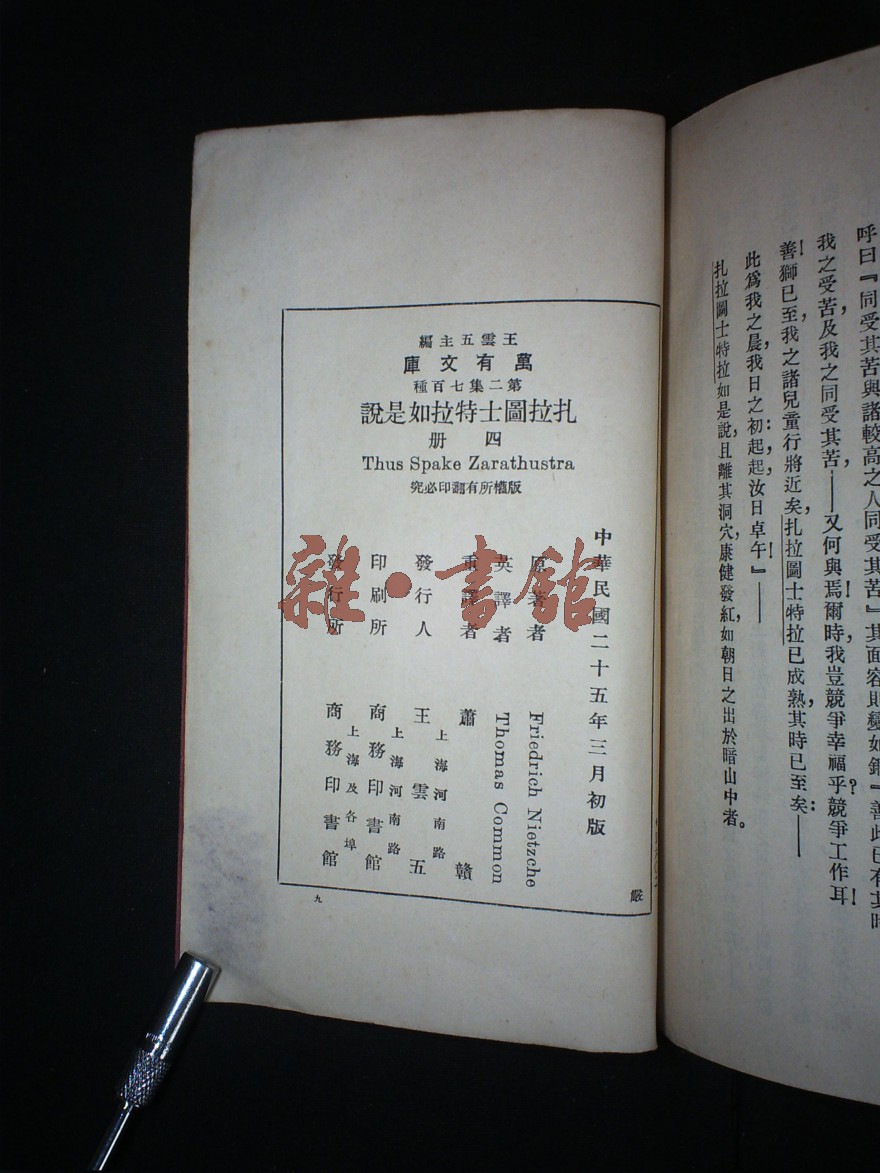 呼曰『同受其苦與諸較高之人同受其苦』其面容則變如銅『善此已有其時
我之受苦，及我之同受其苦，——又何與焉！爾時，我豈競爭幸福乎？競爭工作耳！
善！獅已至，我之諸兒童行將近矣，扎拉圖士特拉已成熟，其時已至矣：——
此爲我之晨，我日之初：起，起，汝日卓午！』——
扎拉圖士特拉如是說，且離其洞穴，康健發紅，如朝日之出於暗山中者。
王雲五主編
萬有文庫
第二集七百種
扎拉圖士特拉如是說
四册
Thus Spake Zarathustra
版權所有翻印必究
中華民國二十五年三月初版
原著者 Friedrich Nietzche
英譯者 Thomas Common
重譯者 蕭贛
發行人 王雲五
上海河南路
印刷所 商務印書館
上海河南路
發行所 商務印書館
上海及各埠
嚴
九
雜·書館